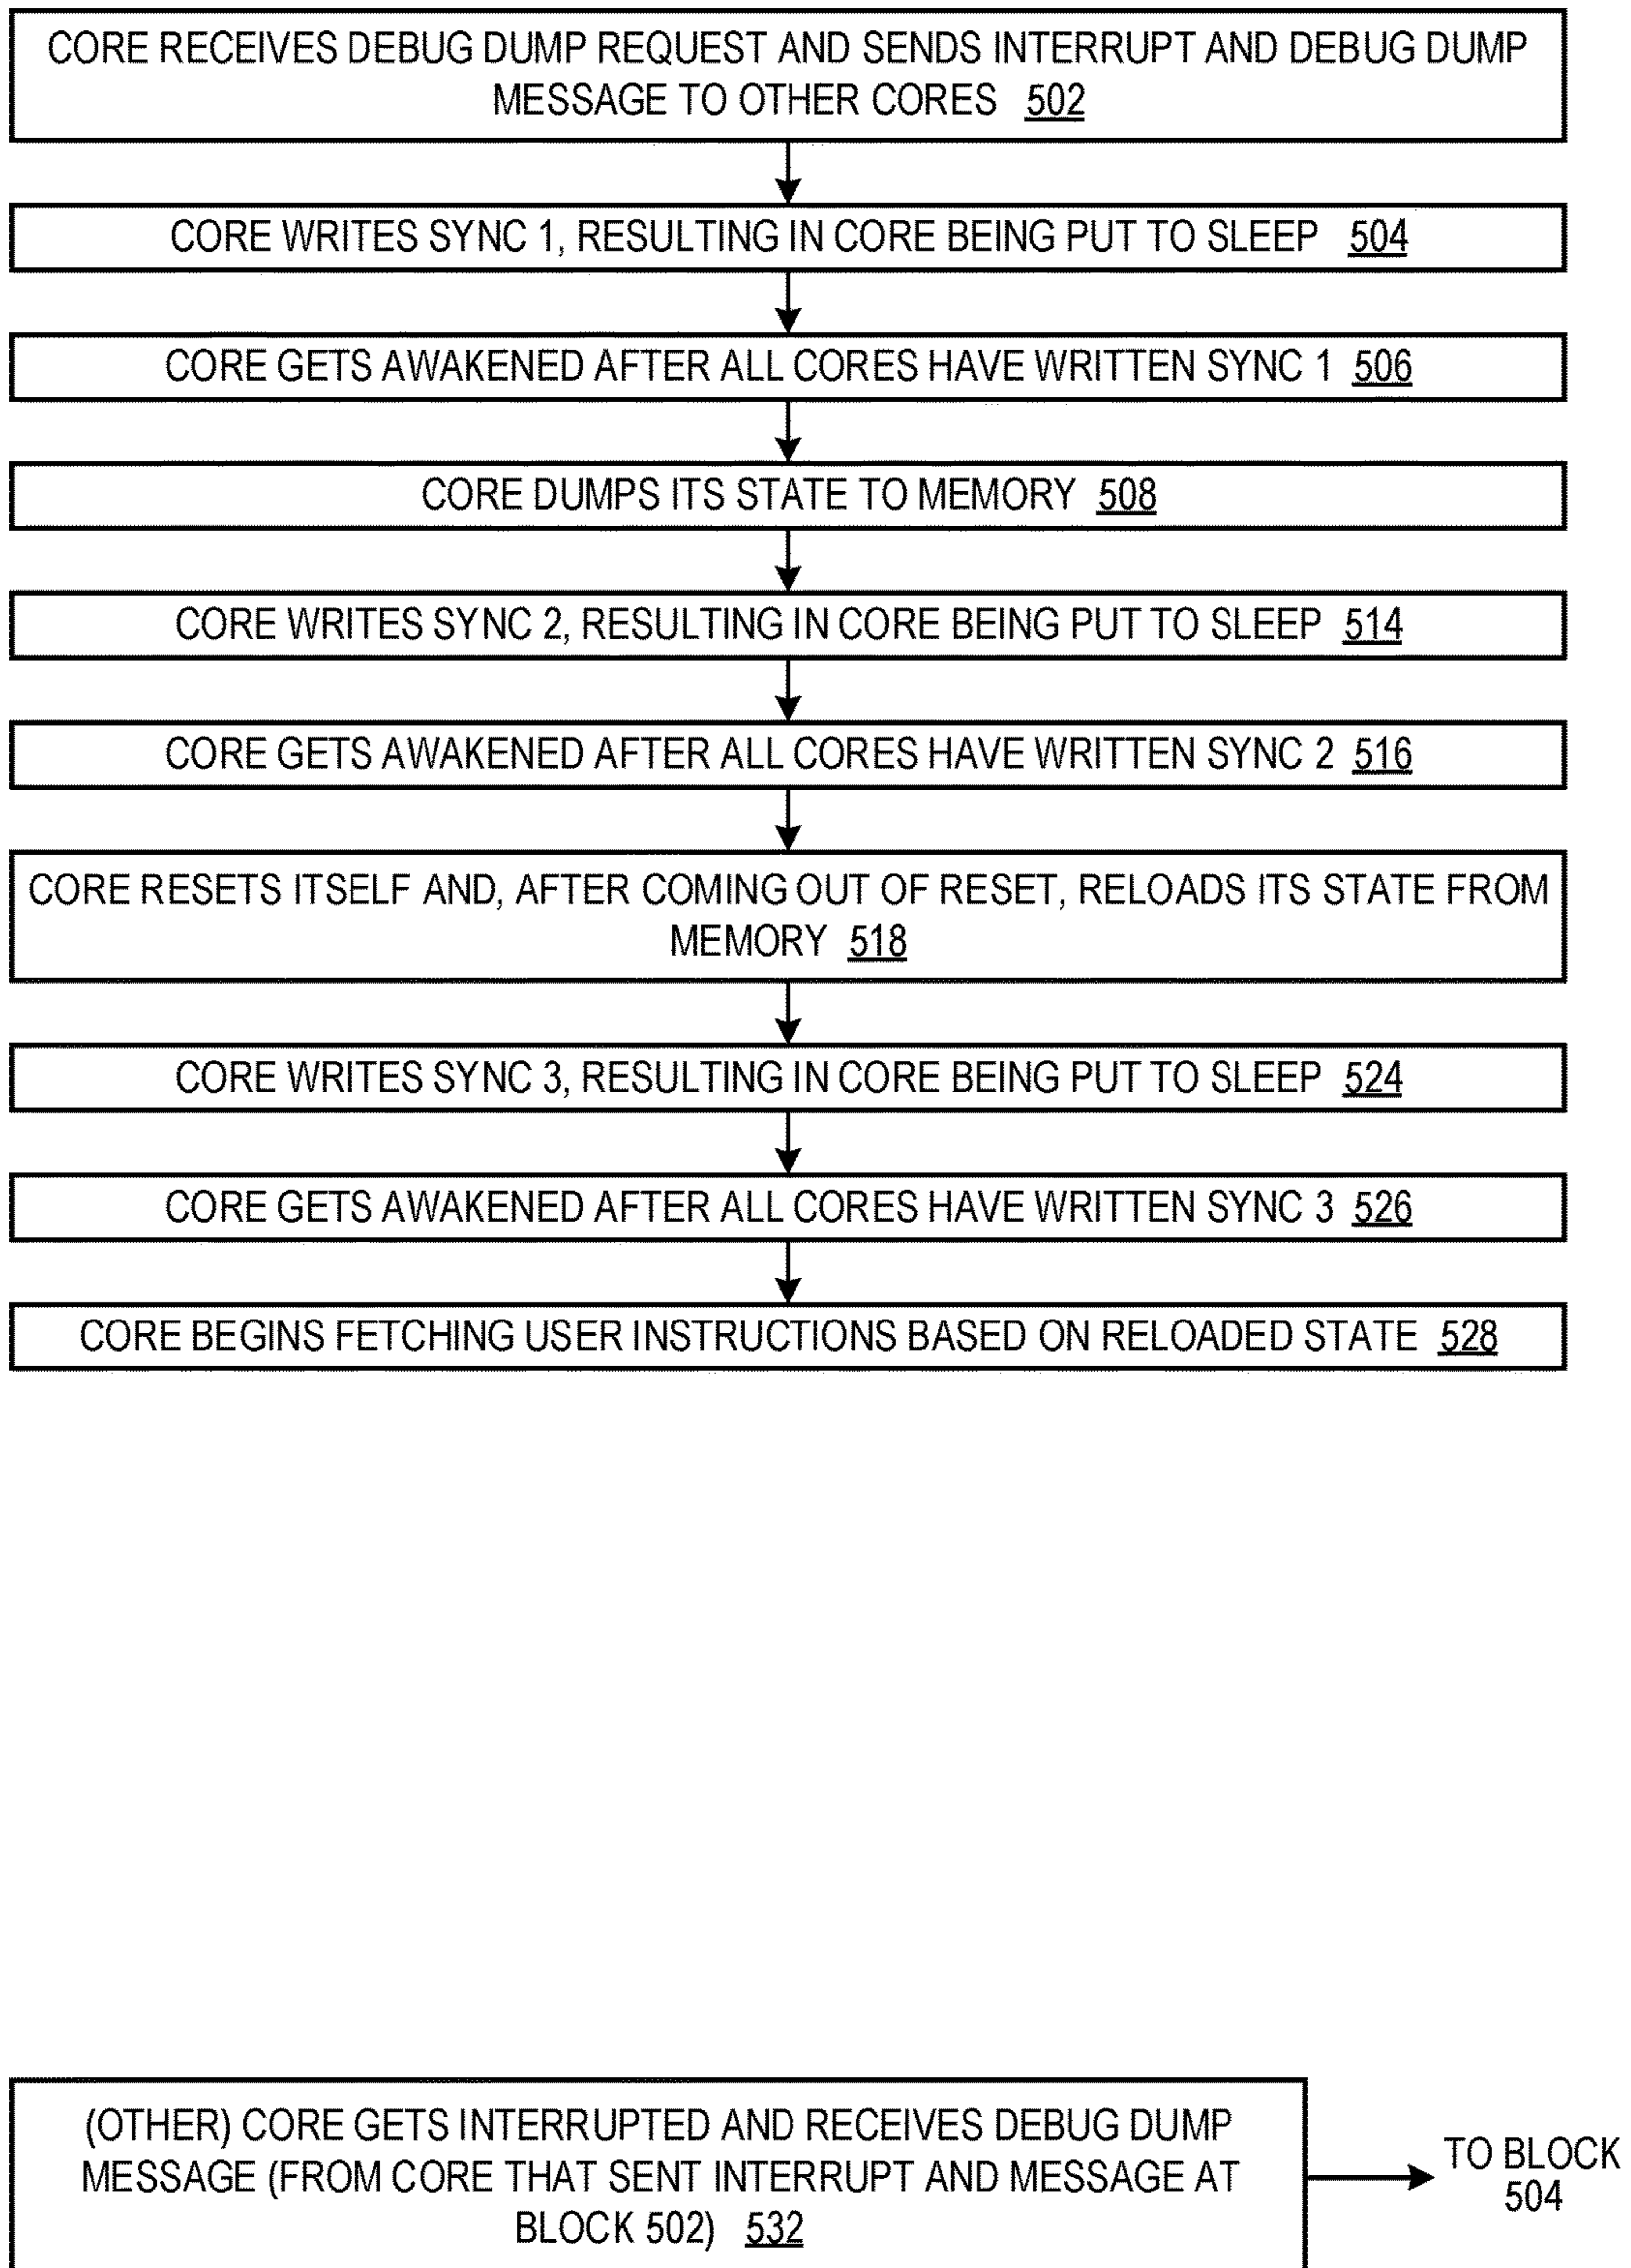 CORE RECEIVES DEBUG DUMP REQUEST AND SENDS INTERRUPT AND DEBUG DUMP
MESSAGE TO OTHER CORES 502
CORE WRITES SYNC 1, RESULTING IN CORE BEING PUT TO SLEEP 504
CORE GETS AWAKENED AFTER ALL CORES HAVE WRITTEN SYNC 1 506
CORE DUMPS ITS STATE TO MEMORY 508
CORE WRITES SYNC 2, RESULTING IN CORE BEING PUT TO SLEEP 514
CORE GETS AWAKENED AFTER ALL CORES HAVE WRITTEN SYNC 2 516
CORE RESETS ITSELF AND, AFTER COMING OUT OF RESET, RELOADS ITS STATE FROM
MEMORY 518
CORE WRITES SYNC 3, RESULTING IN CORE BEING PUT TO SLEEP 524
CORE GETS AWAKENED AFTER ALL CORES HAVE WRITTEN SYNC 3 526
CORE BEGINS FETCHING USER INSTRUCTIONS BASED ON RELOADED STATE 528
(OTHER) CORE GETS INTERRUPTED AND RECEIVES DEBUG DUMP
MESSAGE (FROM CORE THAT SENT INTERRUPT AND MESSAGE AT
BLOCK 502) 532
TO BLOCK
504